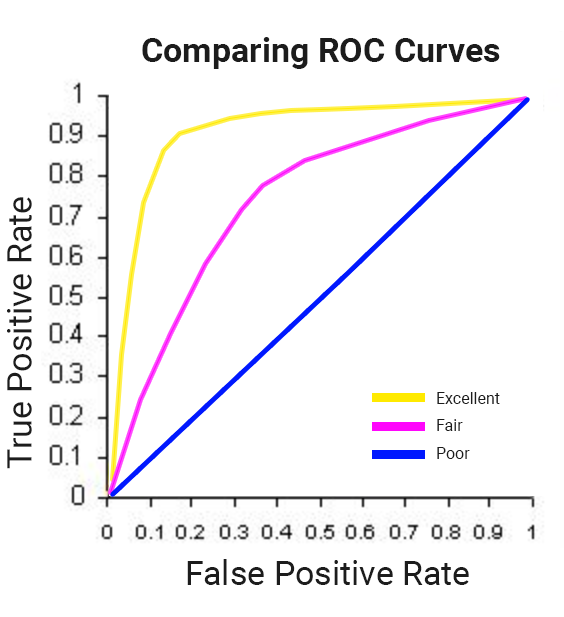 Comparing ROC Curves
True Positive Rate
1
0.9
0.8
0.7
0.6
0.5
0.4
0.3
0.2
0.1
0
Excellent
Fair
Poor
0 0.1 0.2 0.3 0.4 0.5 0.6 0.7 0.8 0.9 1
False Positive Rate